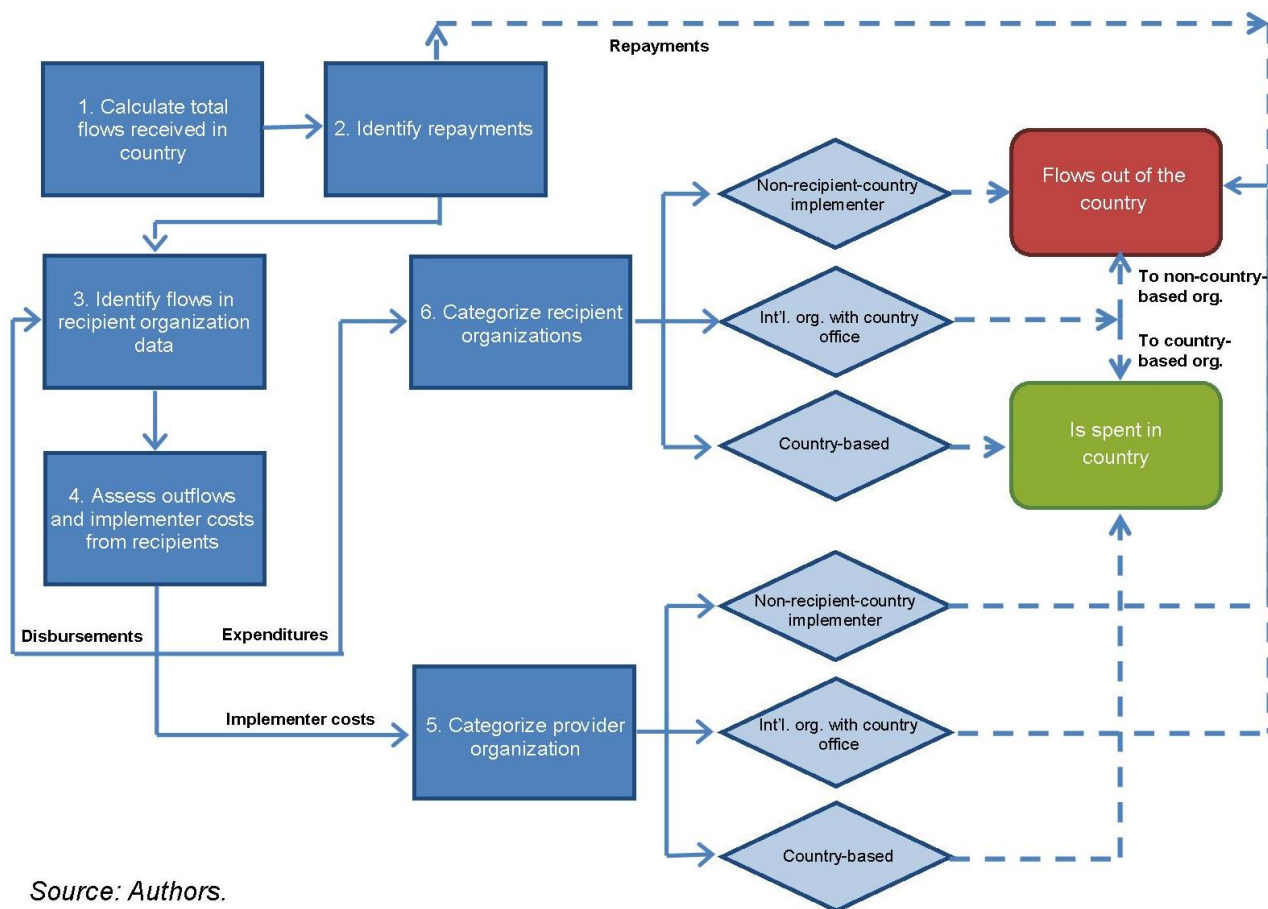 Repayments
1. Calculate total
flows received in
country
2. Identify repayments
Non-recipient-country
implementer
Flows out of the
country
3. Identify flows in
recipient organization
data
6. Categorize recipient
organizations
Int'l. org. with country
office
To non-country-
based org.
To country-
based org.
Country-based
Is spent in
country
4. Assess outflows
and implementer costs
from recipients
Non-recipient-country
implementer
Disbursements
Expenditures
Implementer costs
5. Categorize provider
organization
Int'l. org. with country
office
Country-based
Source: Authors.